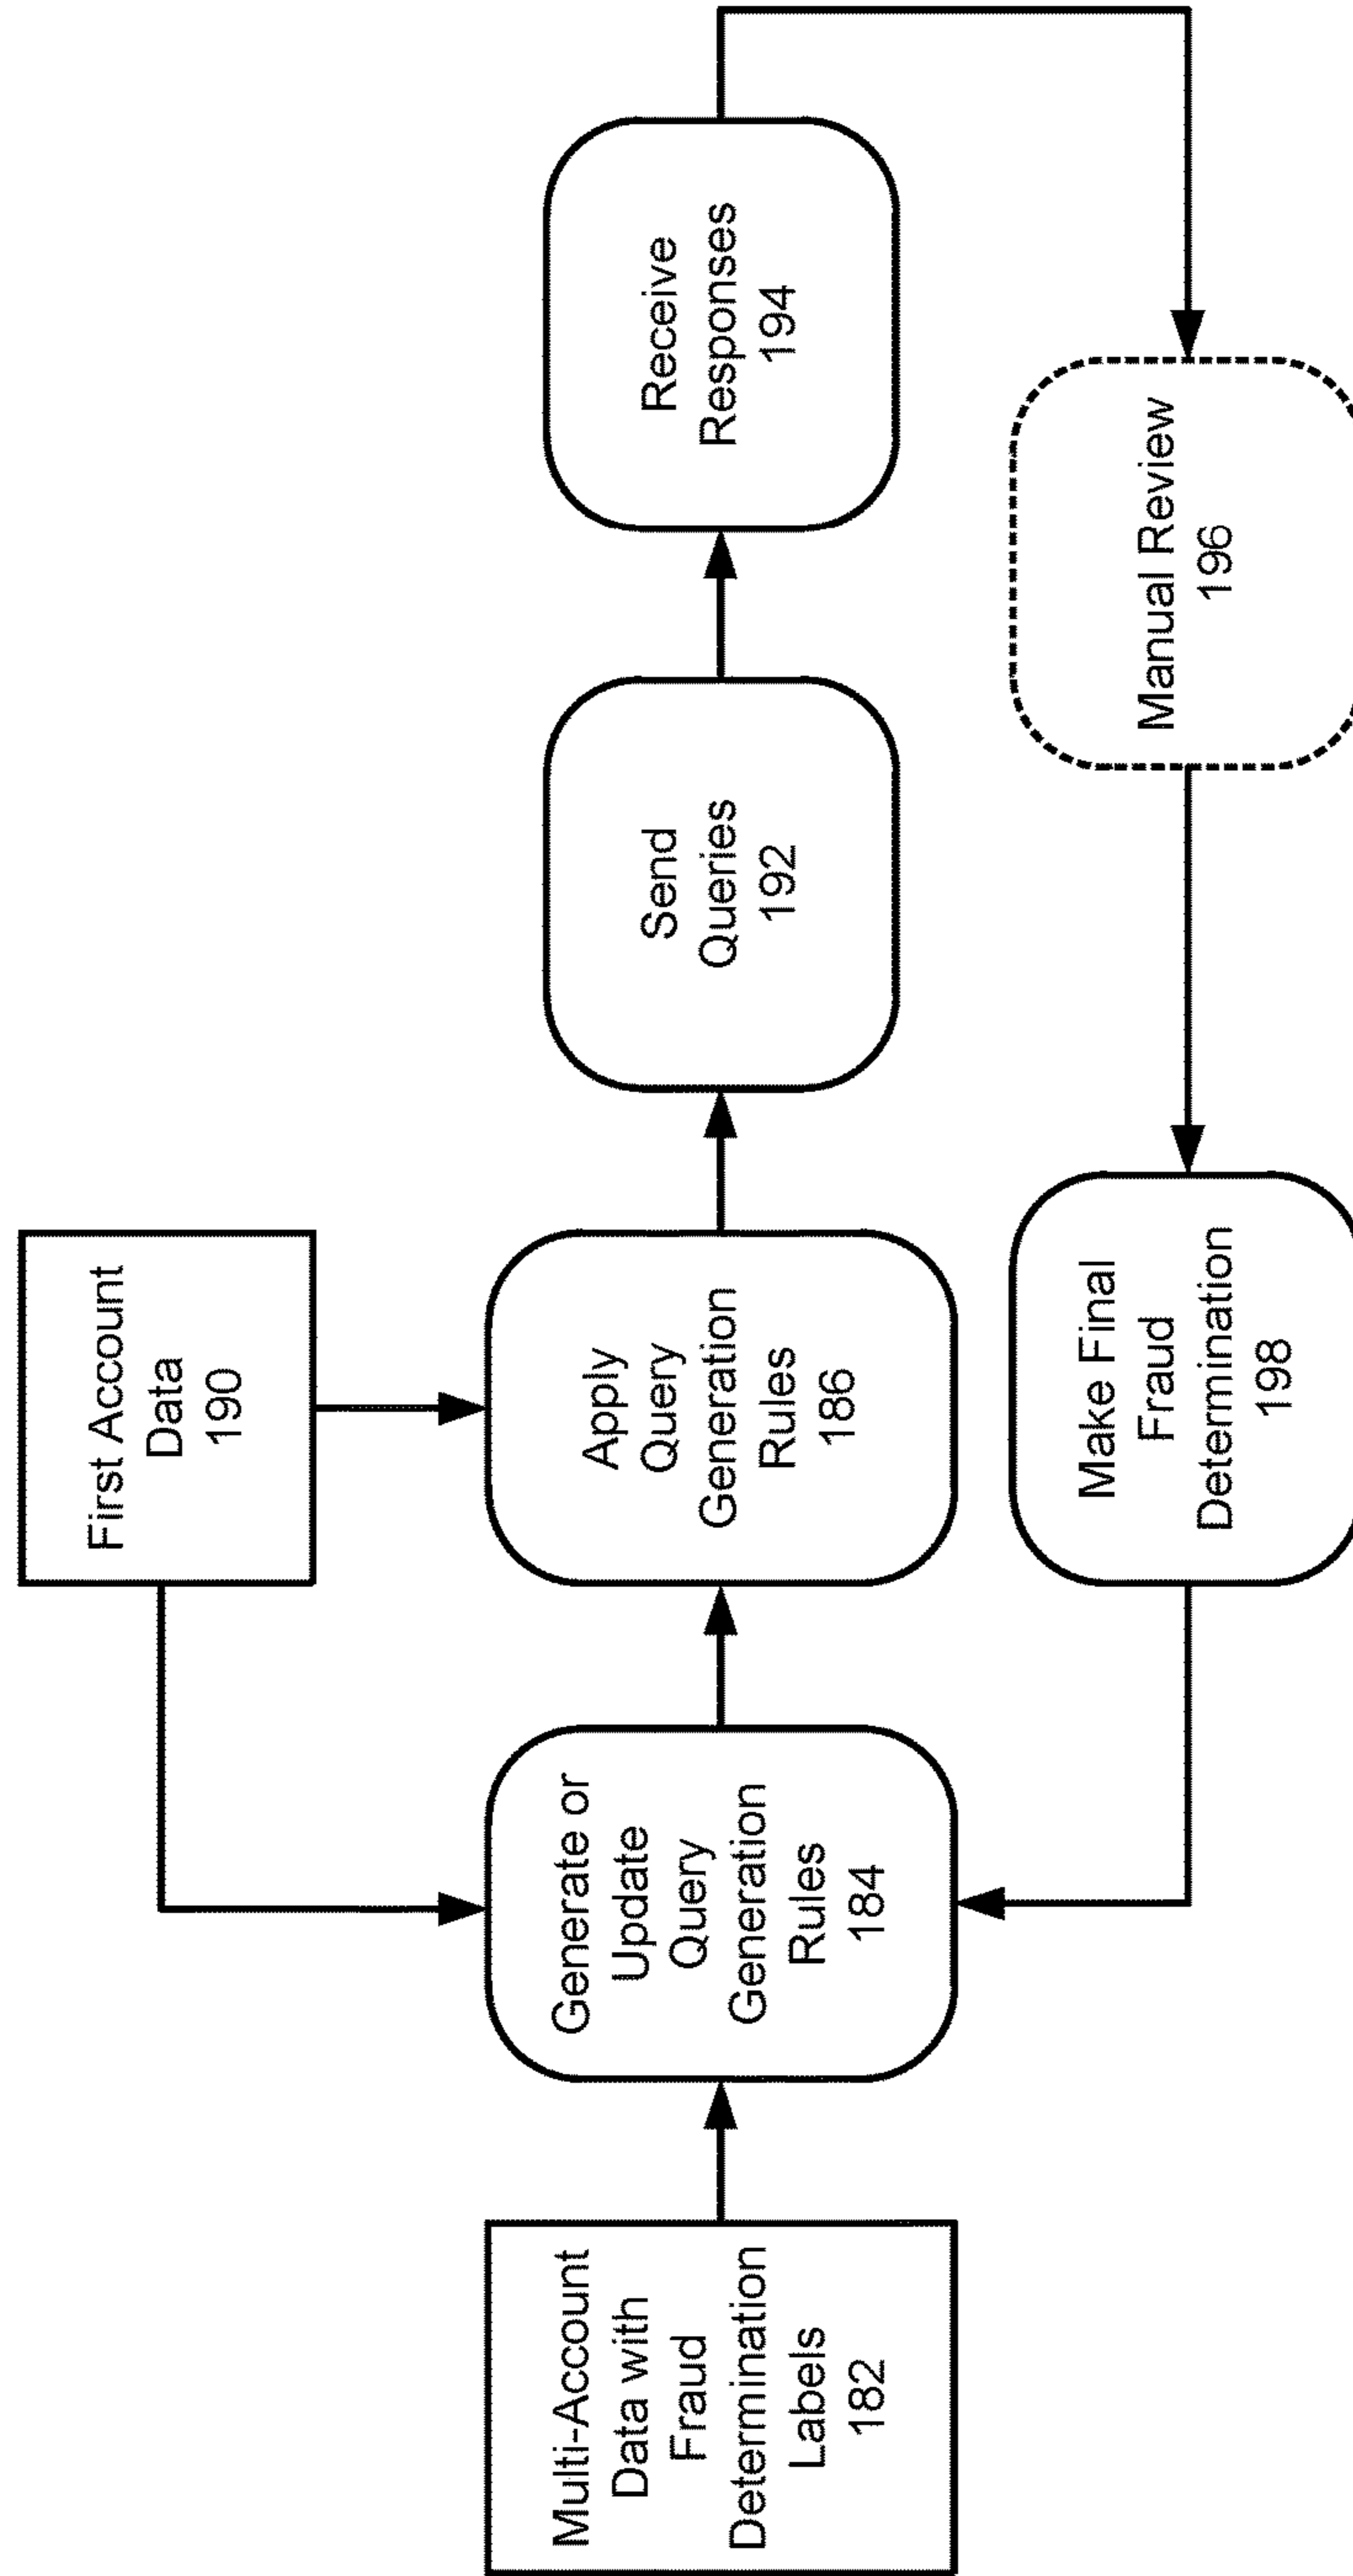 First Account
Data
190
Multi-Account
Data with
Fraud
Determination
Labels
182
Generate or
Update
Query
Generation
Rules
184
Apply
Query
Generation
Rules
186
Send
Queries
192
Receive
Responses
194
Make Final
Fraud
Determination
198
Manual Review
196